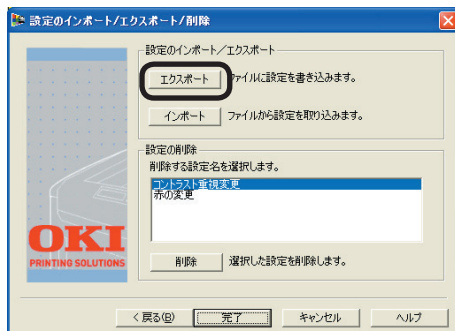 設定のインポート/エクスポート/削除
設定のインポート/エクスポート
エクスポート ファイルに設定を書き込みます。
インポート ファイルから設定を取り込みます。
設定の削除
削除する設定名を選択します。
コントラスト重視変更
赤の変更
削除 選択した設定を削除します。
OKI
PRINTING SOLUTIONS
< 戻る(B) 完了 キャンセル ヘルプ